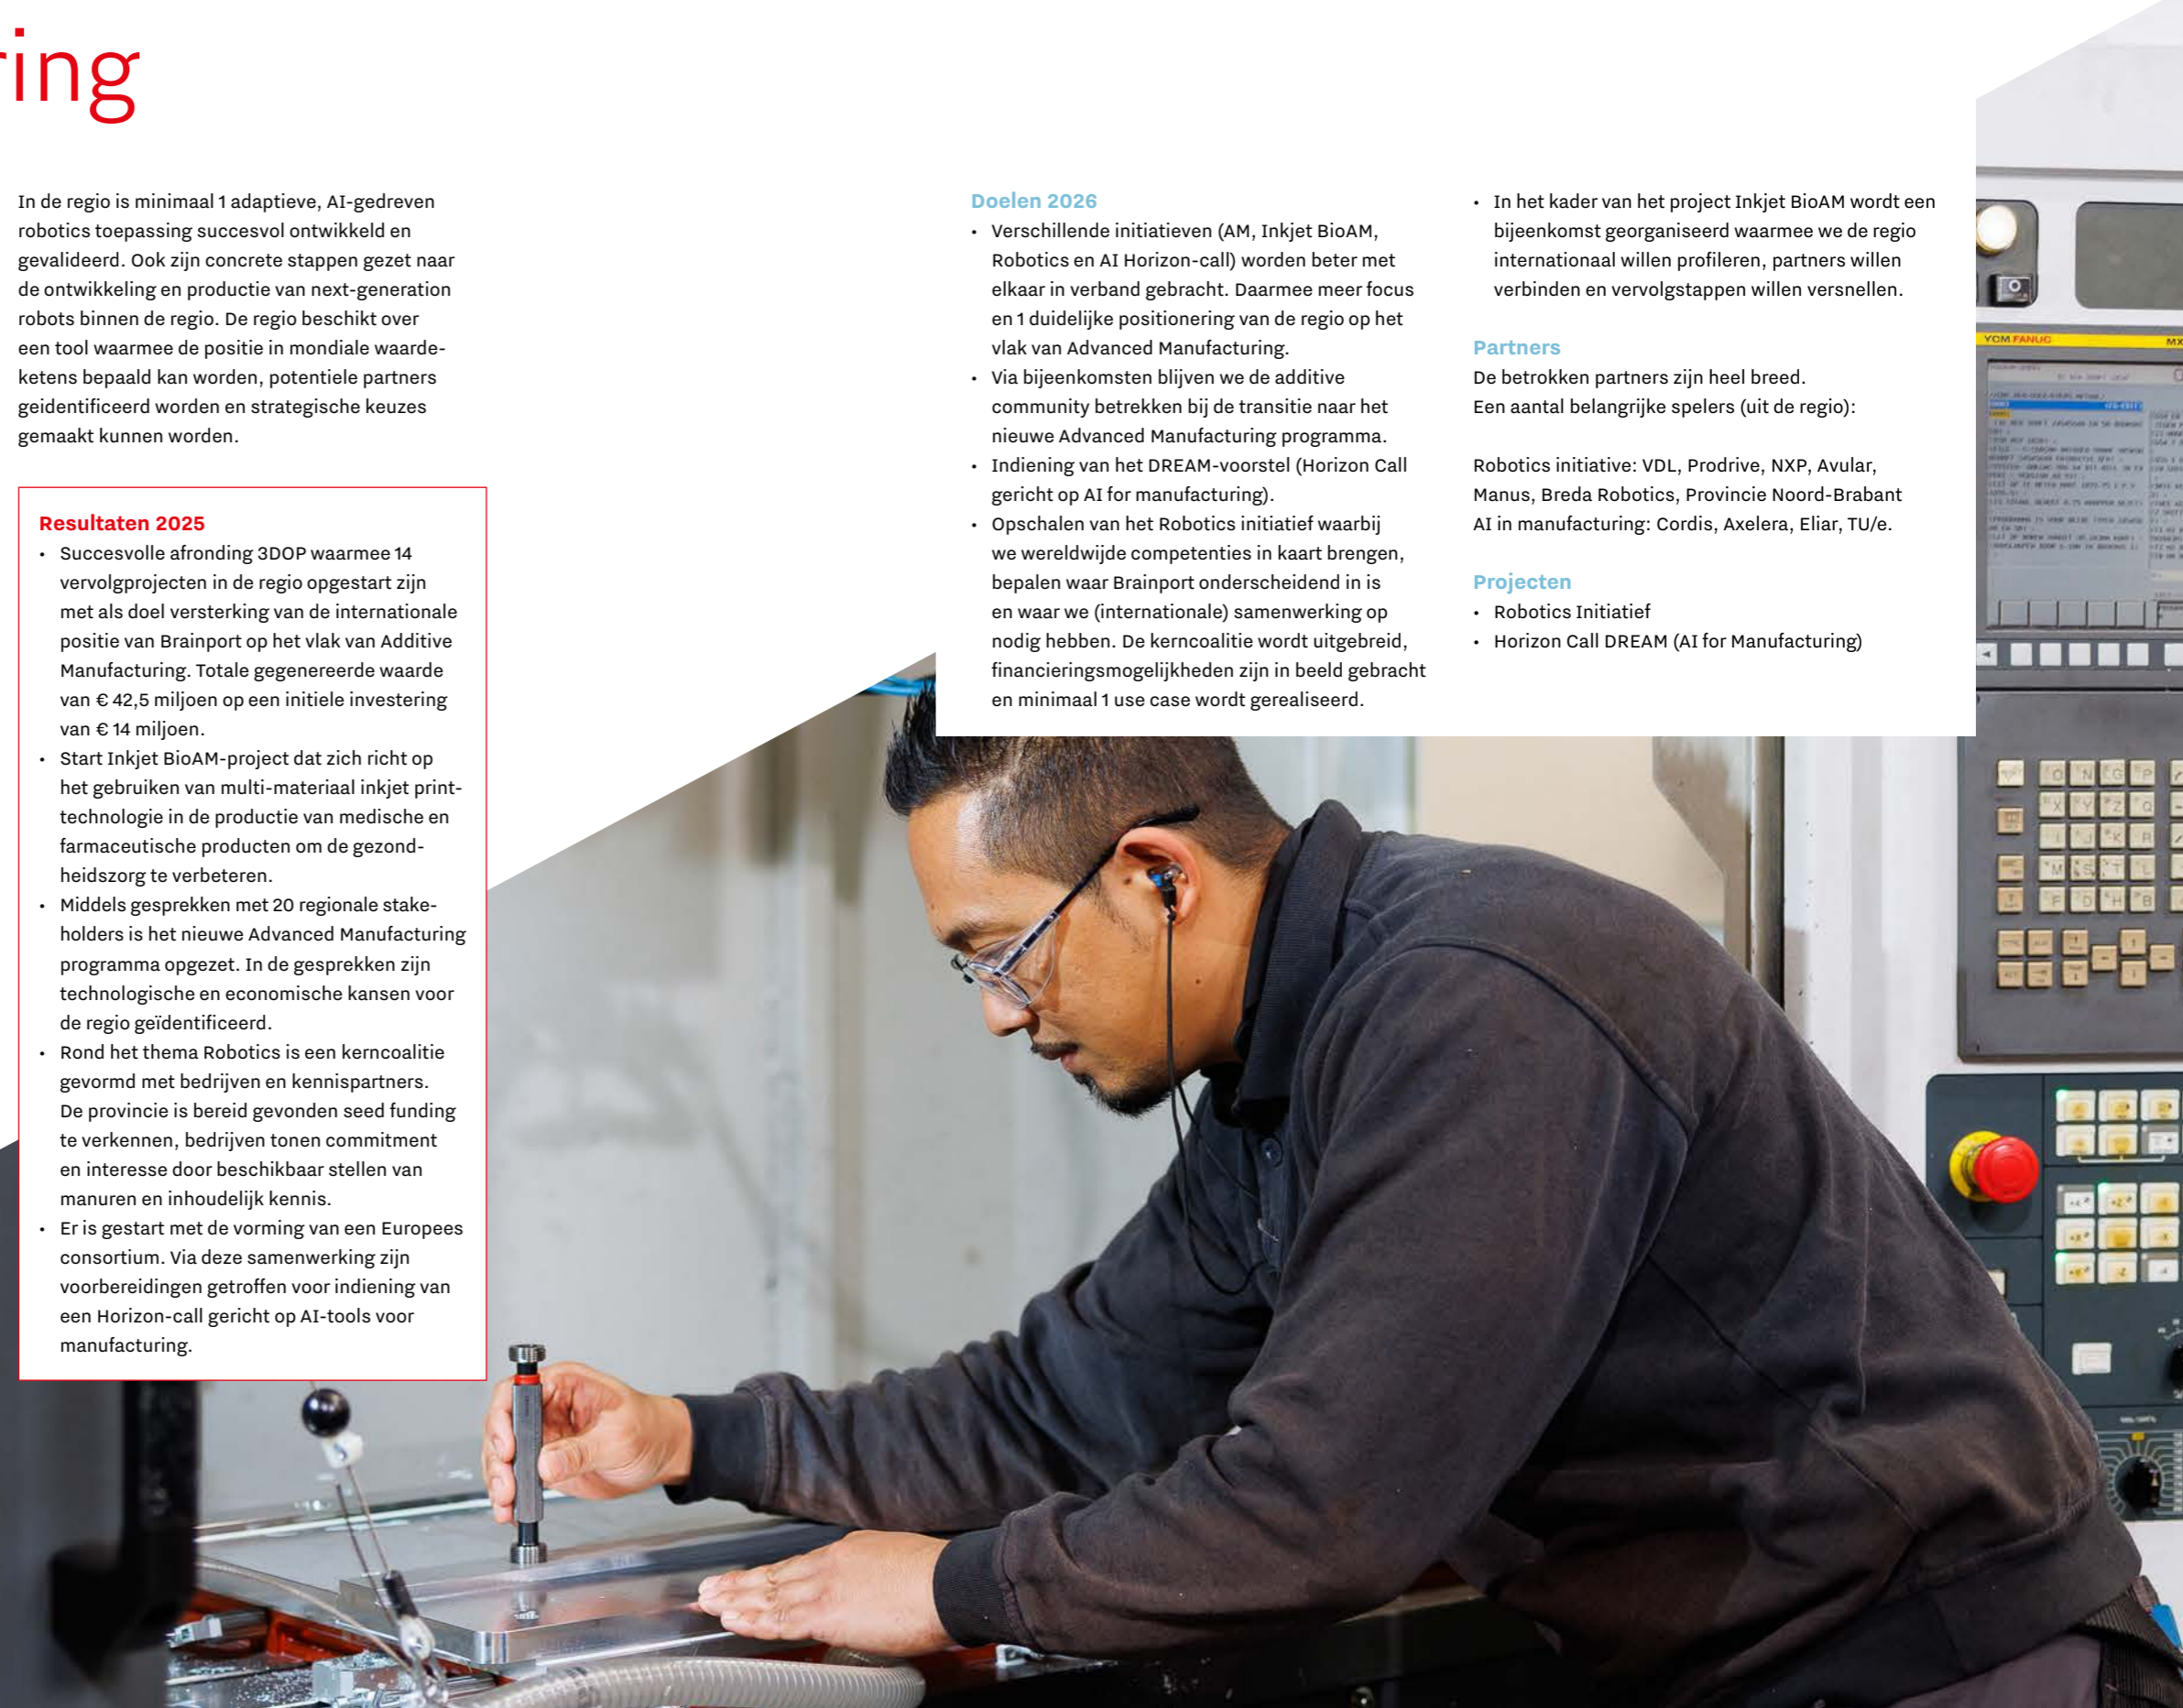 ring
In de regio is minimaal 1 adaptieve, AI-gedreven
robotics toepassing succesvol ontwikkeld en
gevalideerd. Ook zijn concrete stappen gezet naar
de ontwikkeling en productie van next-generation
robots binnen de regio. De regio beschikt over
een tool waarmee de positie in mondiale waarde-
ketens bepaald kan worden, potentiele partners
geidentificeerd worden en strategische keuzes
gemaakt kunnen worden.
Resultaten 2025
• Succesvolle afronding 3DOP waarmee 14
vervolgprojecten in de regio opgestart zijn
met als doel versterking van de internationale
positie van Brainport op het vlak van Additive
Manufacturing. Totale gegenereerde waarde
van € 42,5 miljoen op een initiele investering
van € 14 miljoen.
• Start Inkjet BioAM-project dat zich richt op
het gebruiken van multi-materiaal inkjet print-
technologie in de productie van medische en
farmaceutische producten om de gezond-
heidszorg te verbeteren.
• Middels gesprekken met 20 regionale stake-
holders is het nieuwe Advanced Manufacturing
programma opgezet. In de gesprekken zijn
technologische en economische kansen voor
de regio geïdentificeerd.
• Rond het thema Robotics is een kerncoalitie
gevormd met bedrijven en kennispartners.
De provincie is bereid gevonden seed funding
te verkennen, bedrijven tonen commitment
en interesse door beschikbaar stellen van
manuren en inhoudelijk kennis.
• Er is gestart met de vorming van een Europees
consortium. Via deze samenwerking zijn
voorbereidingen getroffen voor indiening van
een Horizon-call gericht op AI-tools voor
manufacturing.
Doelen 2026
• Verschillende initiatieven (AM, Inkjet BioAM,
Robotics en AI Horizon-call) worden beter met
elkaar in verband gebracht. Daarmee meer focus
en 1 duidelijke positionering van de regio op het
vlak van Advanced Manufacturing.
• Via bijeenkomsten blijven we de additive
community betrekken bij de transitie naar het
nieuwe Advanced Manufacturing programma.
• Indiening van het DREAM-voorstel (Horizon Call
gericht op AI for manufacturing).
• Opschalen van het Robotics initiatief waarbij
we wereldwijde competenties in kaart brengen,
bepalen waar Brainport onderscheidend in is
en waar we (internationale) samenwerking op
nodig hebben. De kerncoalitie wordt uitgebreid,
financieringsmogelijkheden zijn in beeld gebracht
en minimaal 1 use case wordt gerealiseerd.
• In het kader van het project Inkjet BioAM wordt een
bijeenkomst georganiseerd waarmee we de regio
internationaal willen profileren, partners willen
verbinden en vervolgstappen willen versnellen.
Partners
De betrokken partners zijn heel breed.
Een aantal belangrijke spelers (uit de regio):
Robotics initiative: VDL, Prodrive, NXP, Avular,
Manus, Breda Robotics, Provincie Noord-Brabant
AI in manufacturing: Cordis, Axelera, Eliar, TU/e.
Projecten
• Robotics Initiatief
• Horizon Call DREAM (AI for Manufacturing)
YCM FANUC MX